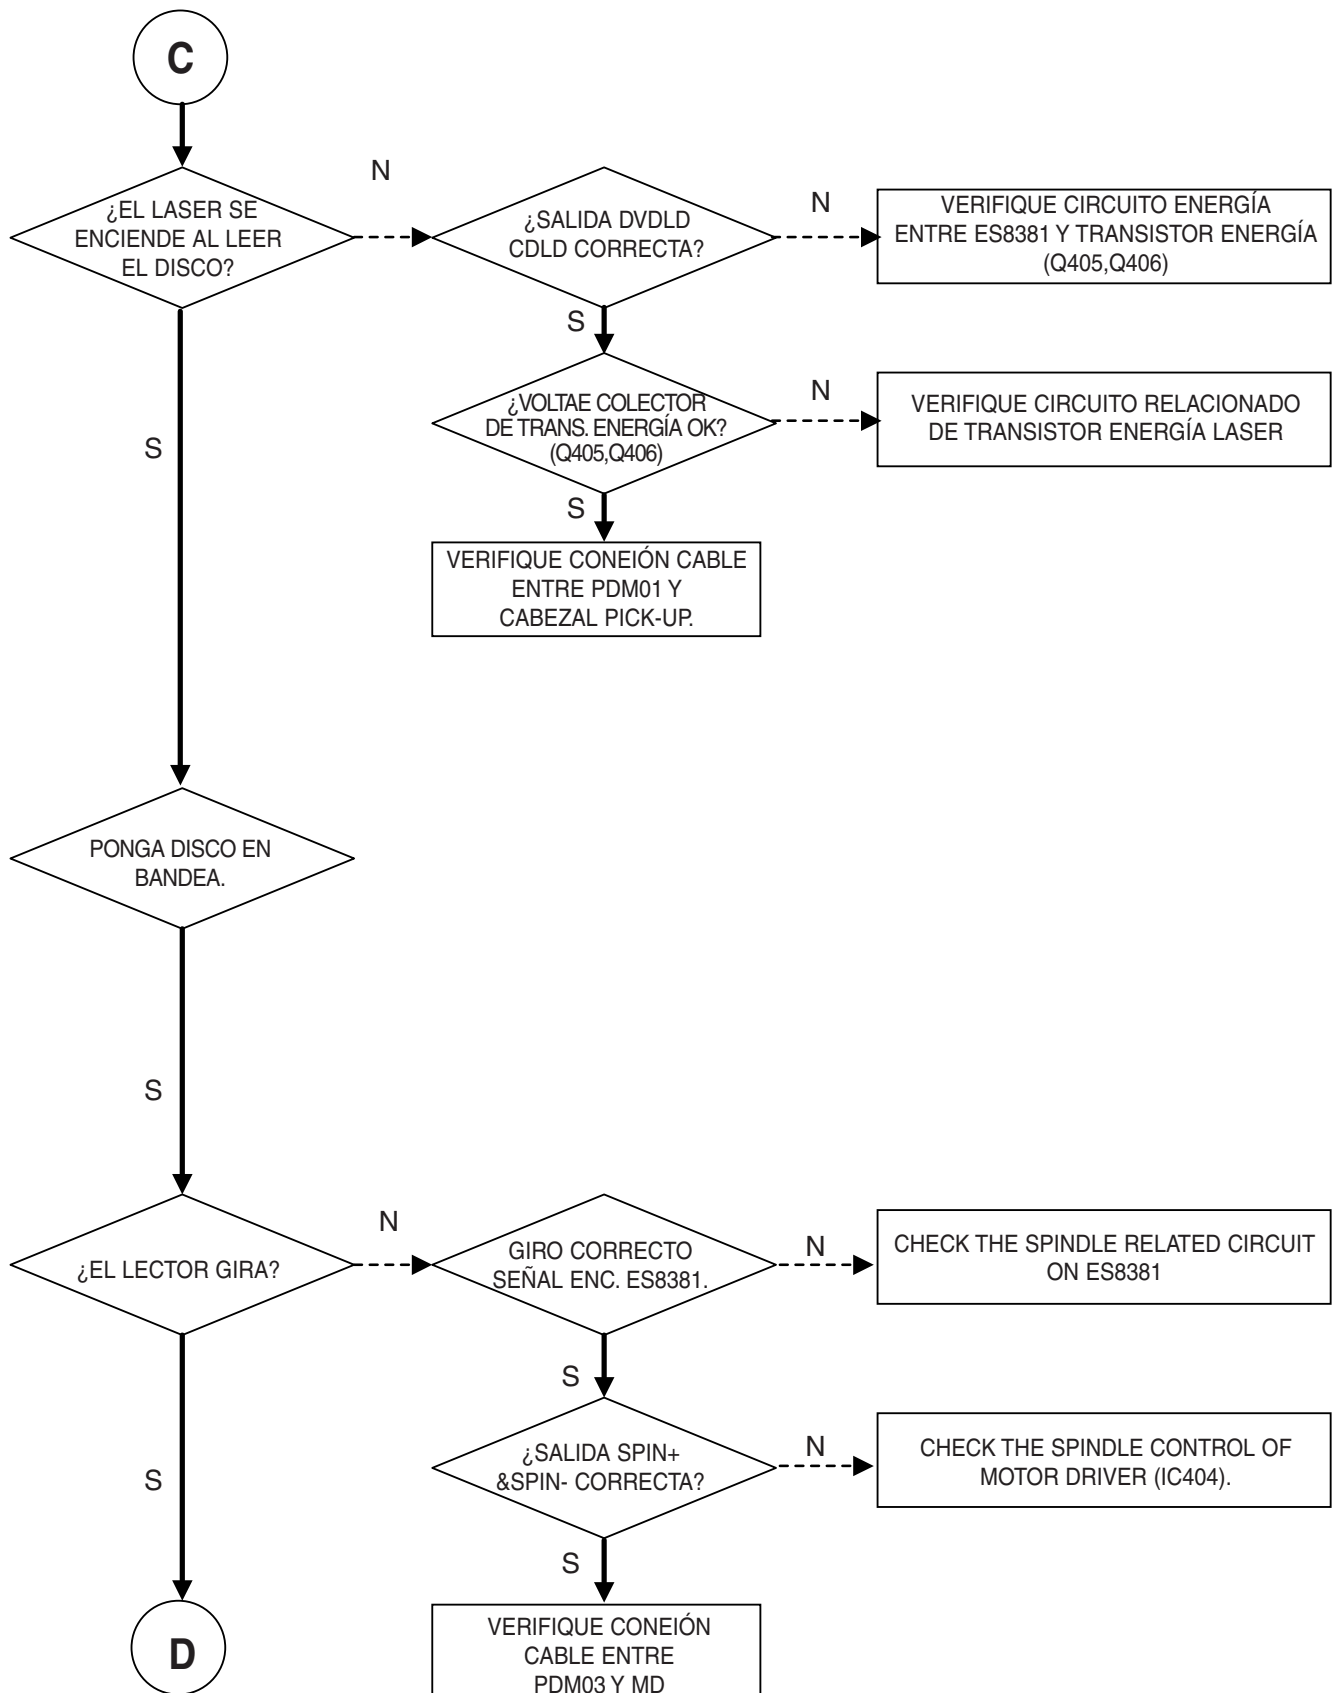 C
N
¿EL LASER SE
ENCIENDE AL LEER
EL DISCO?
¿SALIDA DVDLD
CDLD CORRECTA?
N
VERIFIQUE CIRCUITO ENERGÍA
ENTRE ES8381 Y TRANSISTOR ENERGÍA
(Q405,Q406)
S
¿VOLTAE COLECTOR
DE TRANS. ENERGÍA OK?
(Q405,Q406)
N
VERIFIQUE CIRCUITO RELACIONADO
DE TRANSISTOR ENERGÍA LASER
S
S
VERIFIQUE CONEIÓN CABLE
ENTRE PDM01 Y
CABEZAL PICK-UP.
PONGA DISCO EN
BANDEA.
S
¿EL LECTOR GIRA?
N
GIRO CORRECTO
SEÑAL ENC. ES8381.
N
CHECK THE SPINDLE RELATED CIRCUIT
ON ES8381
S
¿SALIDA SPIN+
&SPIN- CORRECTA?
N
CHECK THE SPINDLE CONTROL OF
MOTOR DRIVER (IC404).
S
S
VERIFIQUE CONEIÓN
CABLE ENTRE
PDM03 Y MD
D